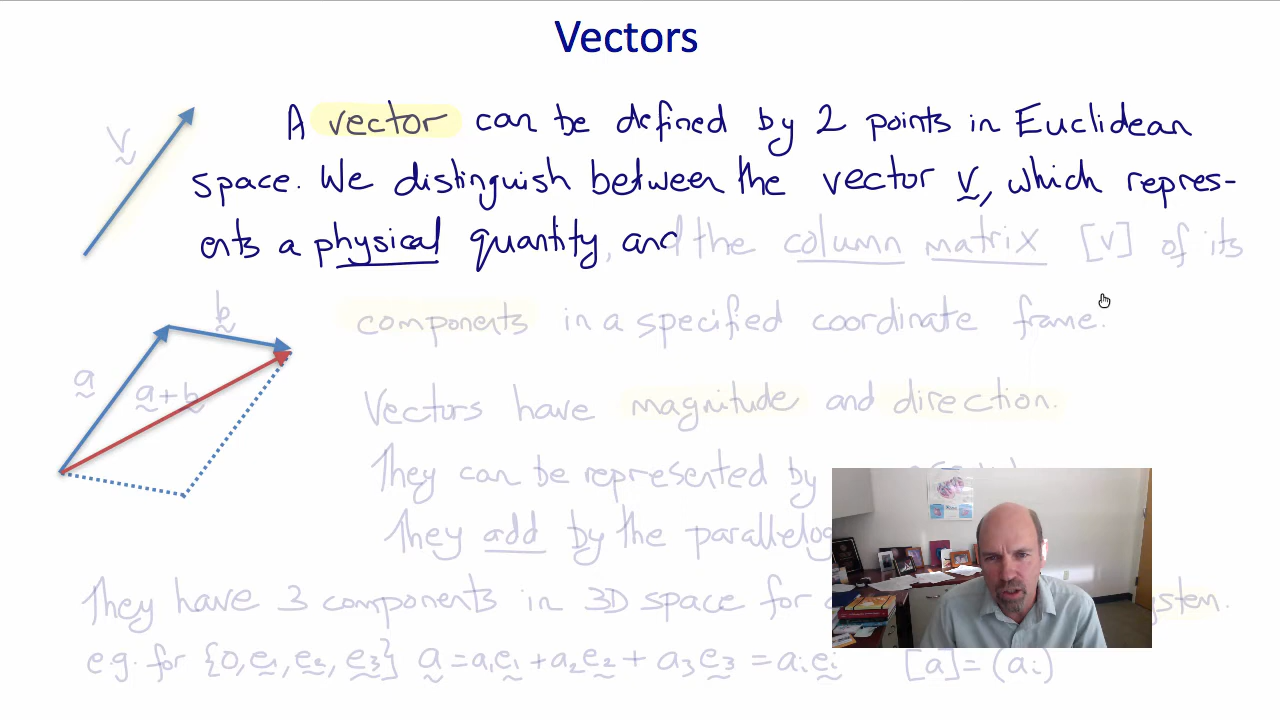 Vectors
v
A vector can be defined by 2 points in Euclidean
space. We distinguish between the vector v, which repres-
ents a physical quantity, and the column matrix [v] of its
b
components in a specified coordinate frame.
a
a+b
Vectors have magnitude and direction.
They can be represented by
They add by the parallelog
They have 3 components in 3D space for ystem.
e.g. for {0, e1, e2, e3} a = a1e1 + a2e2 + a3e3 = aiei [a] = (ai)